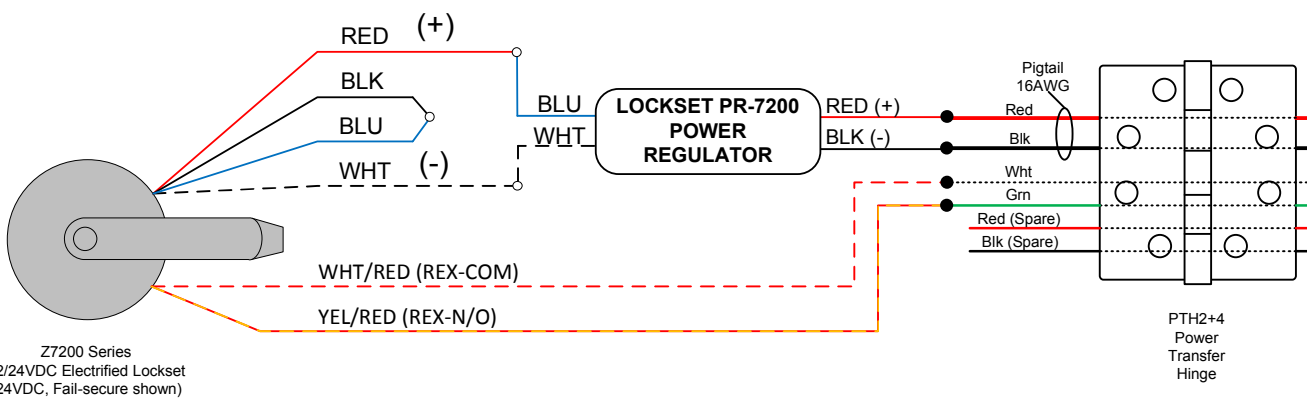 RED (+)
BLK
BLU
WHT (-)
BLU
WHT
LOCKSET PR-7200
POWER
REGULATOR
RED (+)
BLK (-)
Pigtail
16AWG
Red
Blk
Wht
Grn
Red (Spare)
Blk (Spare)
WHT/RED (REX-COM)
YEL/RED (REX-N/O)
Z7200 Series
2/24VDC Electrified Lockset
24VDC, Fail-secure shown)
PTH2+4
Power
Transfer
Hinge